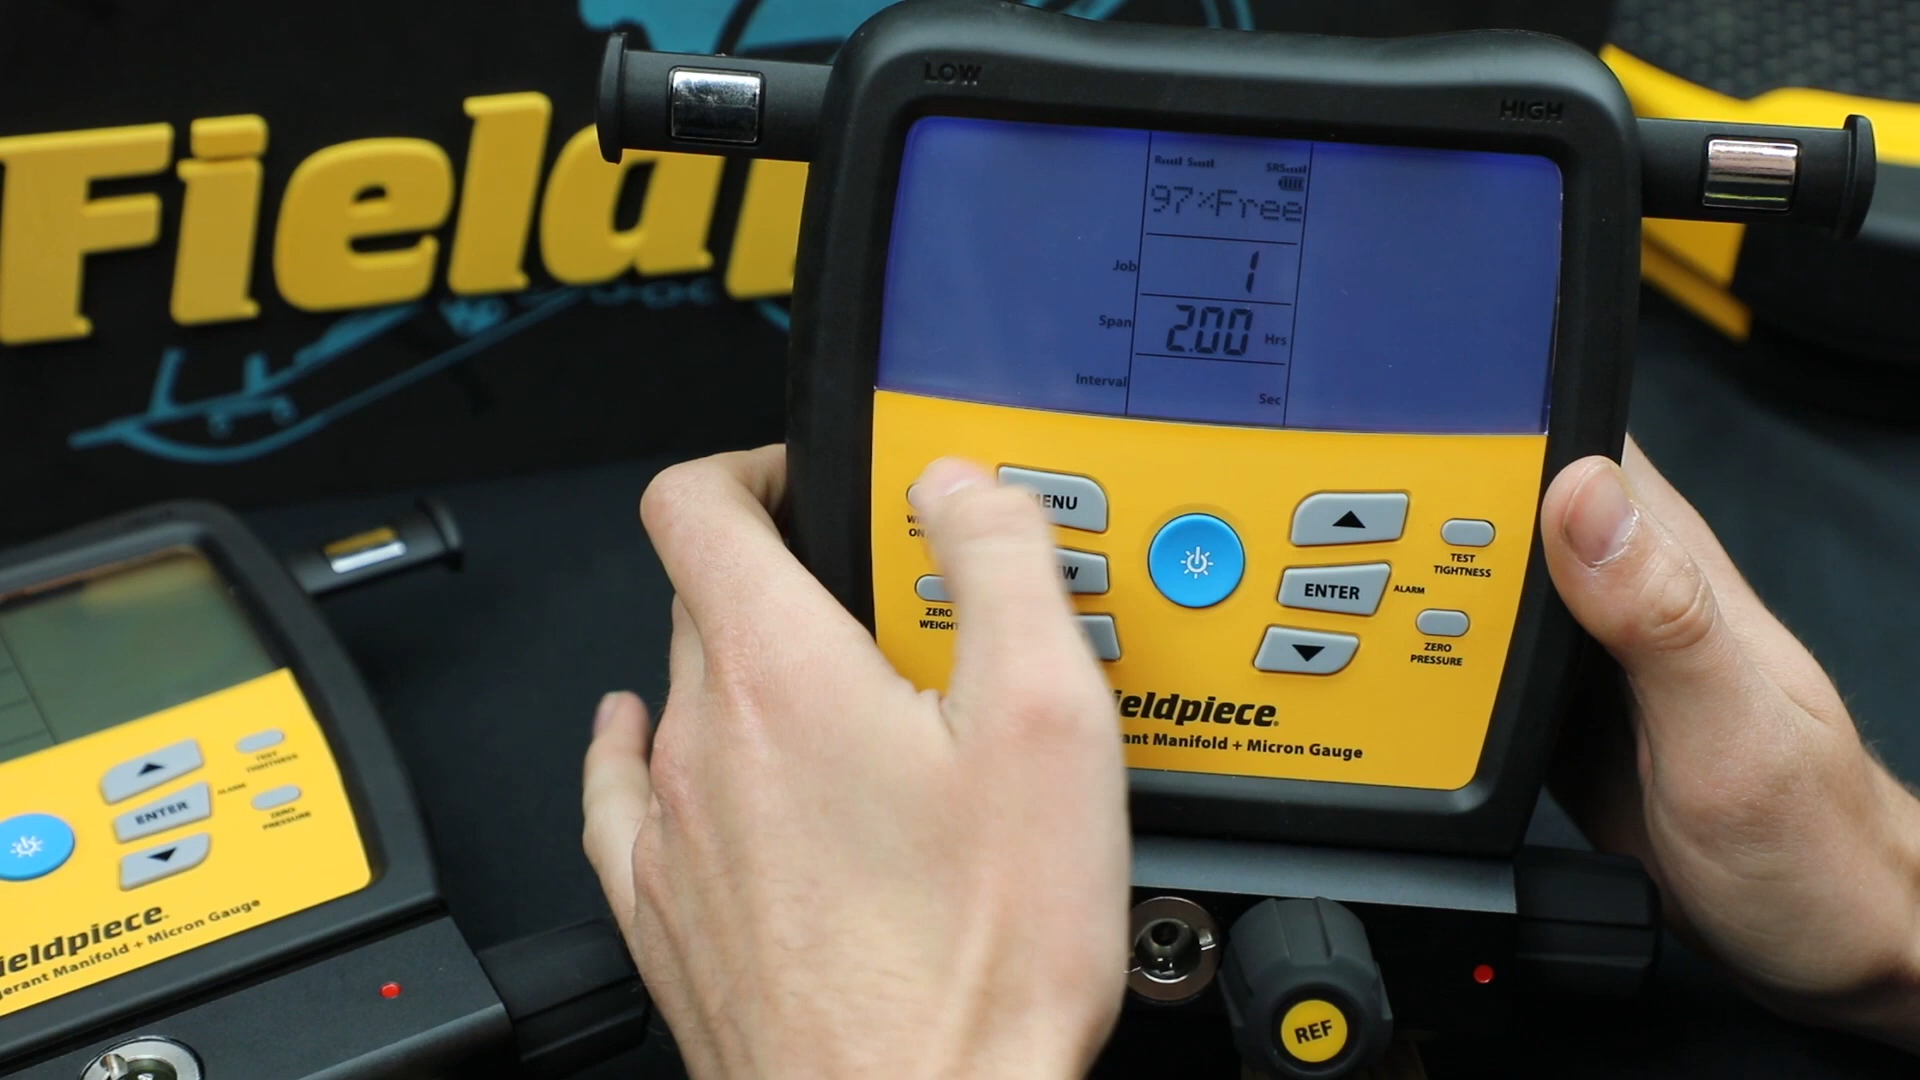 Field
LOW
HIGH
SRS
97%Free
Job
1
Span
2.00
Hrs
Interval
Sec
MENU
ENTER
ALARM
TEST
TIGHTNESS
ZERO
WEIGHT
ZERO
PRESSURE
ieldpiece
ant Manifold + Micron Gauge
REF
TEST
TIGHTNESS
ENTER
ALARM
ZERO
PRESSURE
ieldpiece
gerant Manifold + Micron Gauge